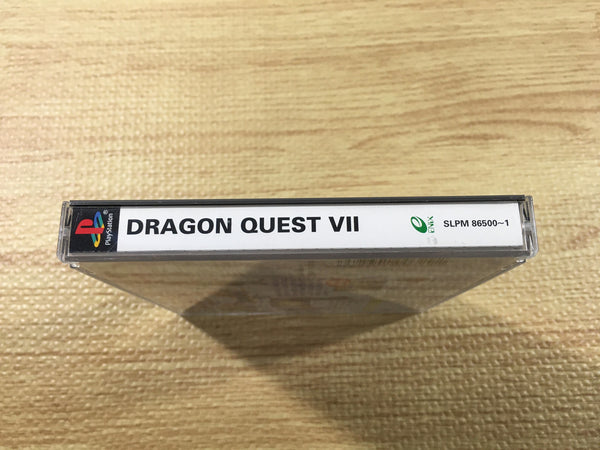 PlayStation
DRAGON QUEST VII
ENIX
SLPM 86500~1